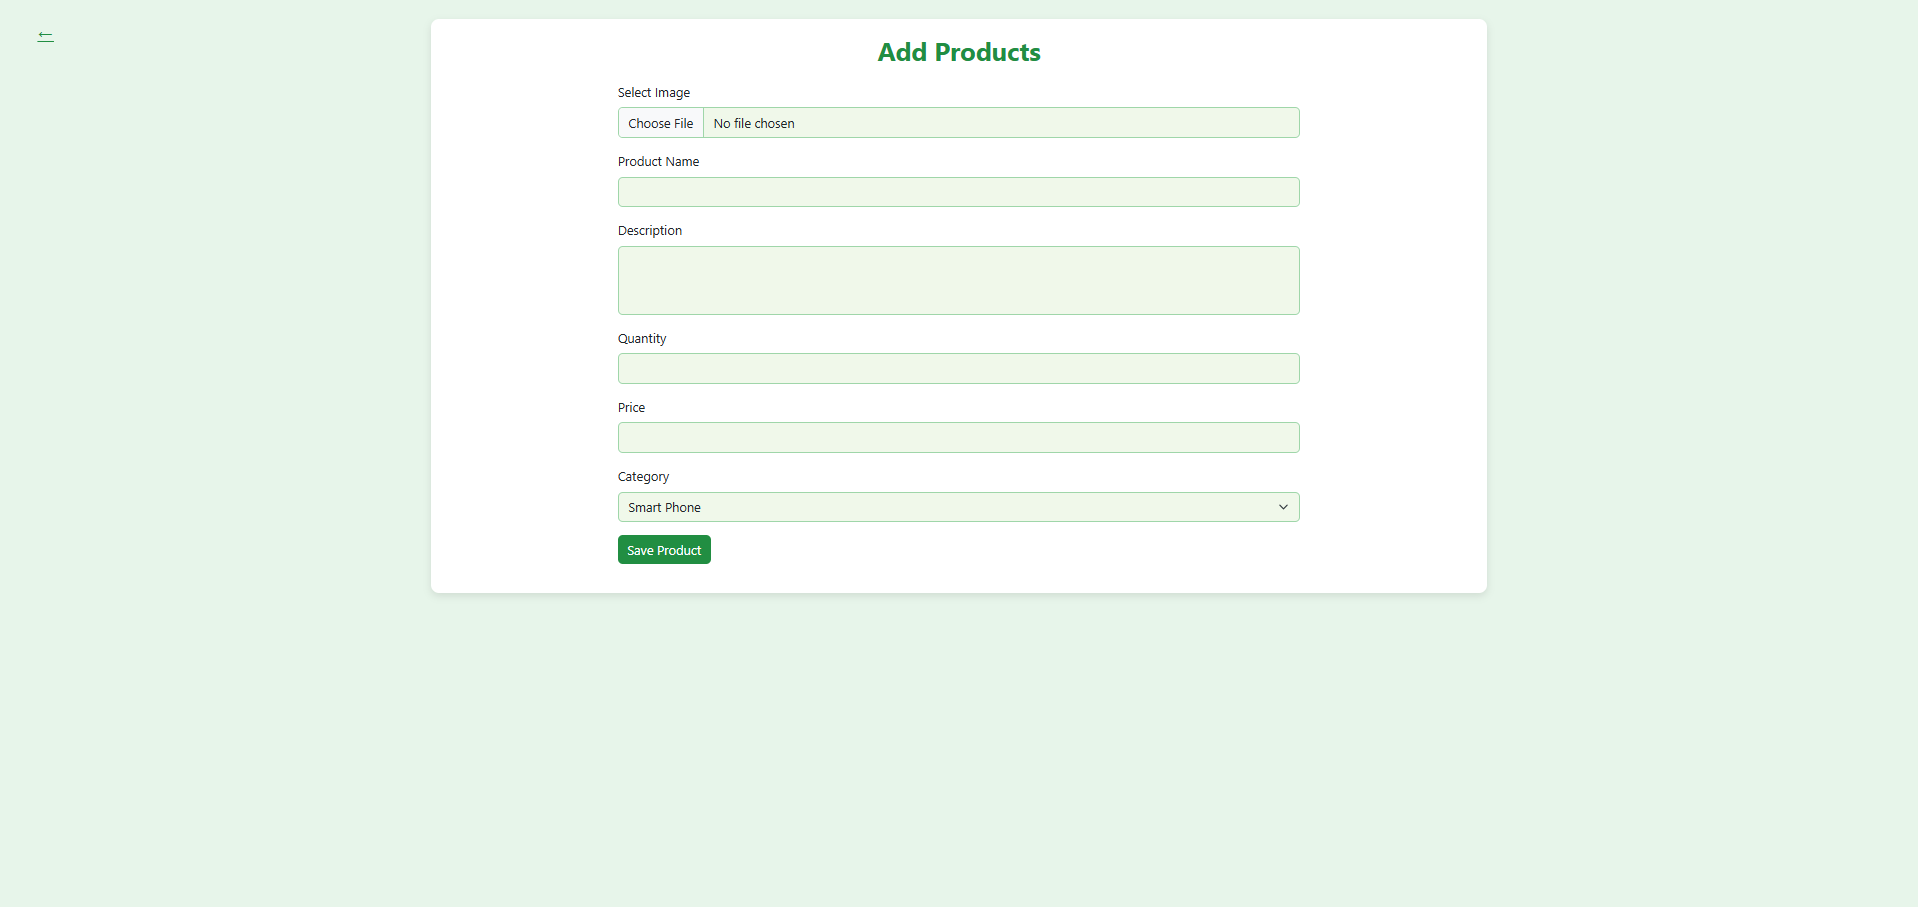 ←
Add Products
Select Image
Choose File No file chosen
Product Name
Description
Quantity
Price
Category
Smart Phone
Save Product